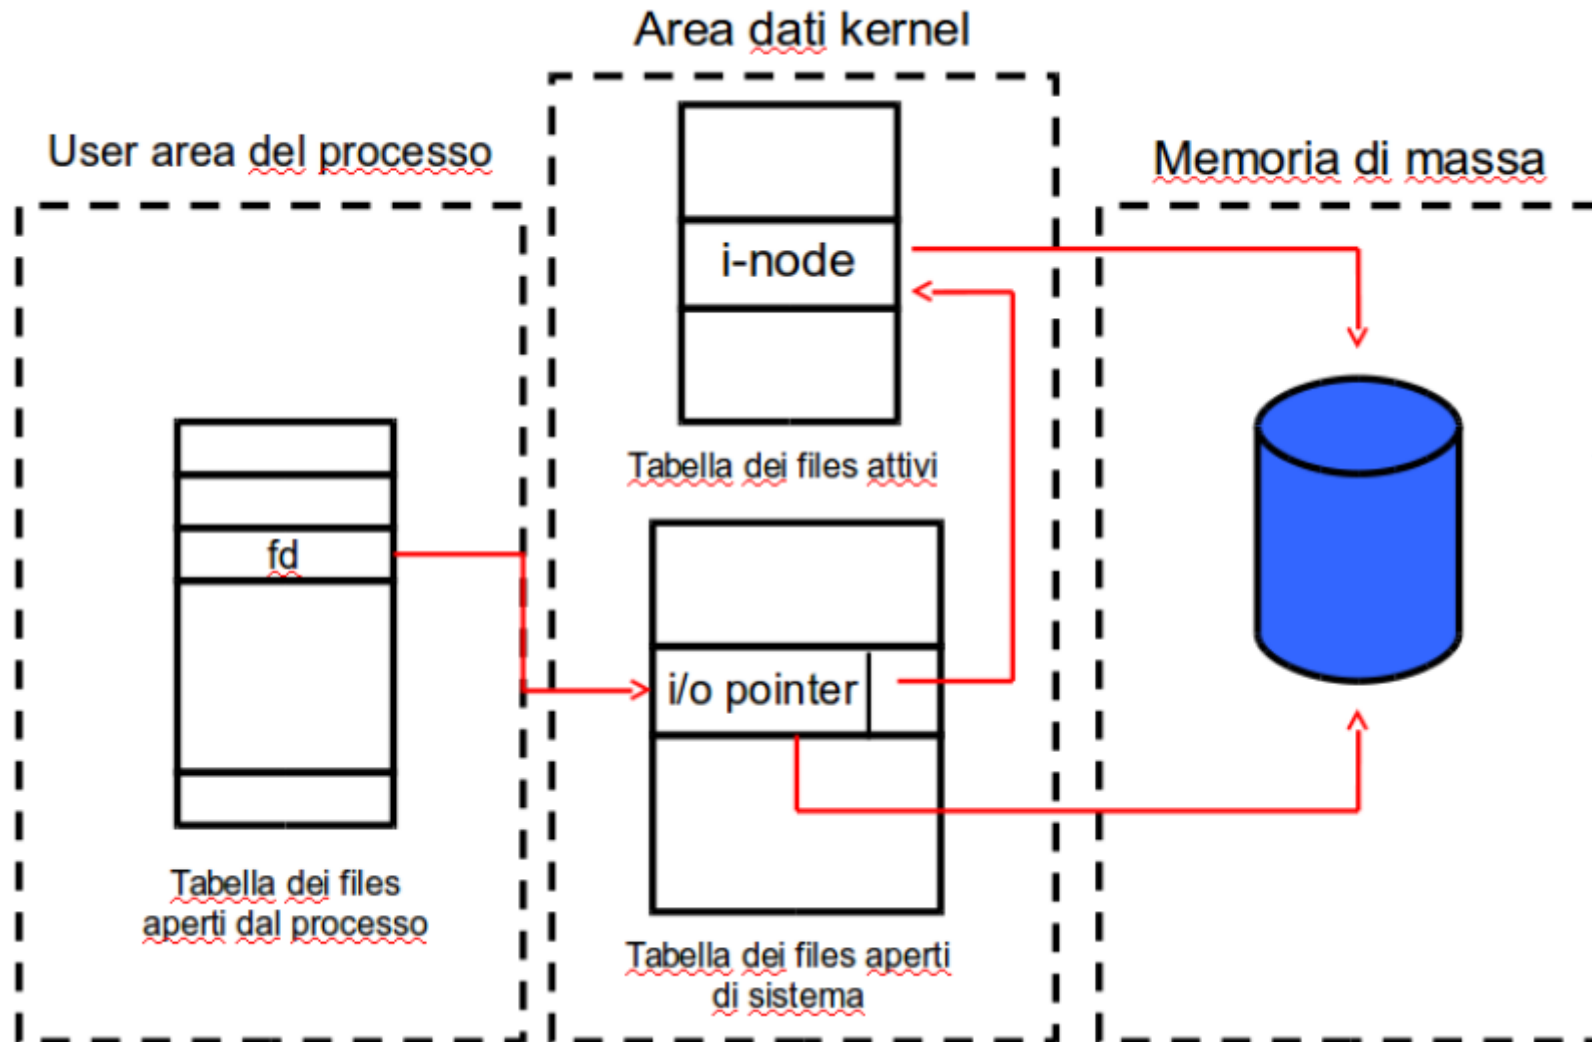 Area dati kernel
User area del processo
Memoria di massa
i-node
Tabella dei files attivi
fd
i/o pointer
Tabella dei files
aperti dal processo
Tabella dei files aperti
di sistema